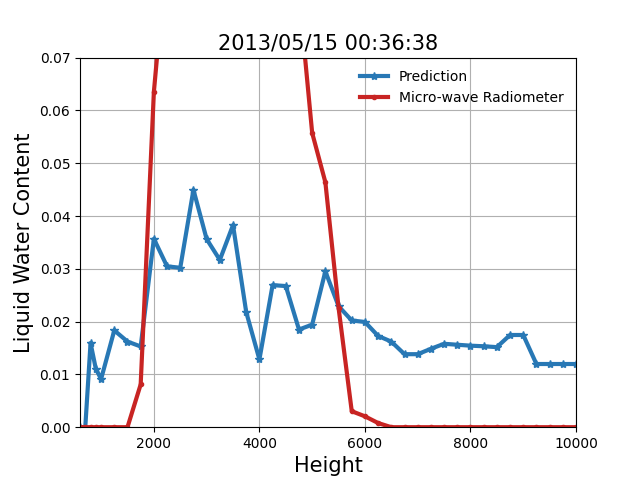 2013/05/15 00:36:38
0.07
0.06
0.05
0.04
0.03
0.02
0.01
0.00
Liquid Water Content
Prediction
Micro-wave Radiometer
2000 4000 6000 8000 10000
Height